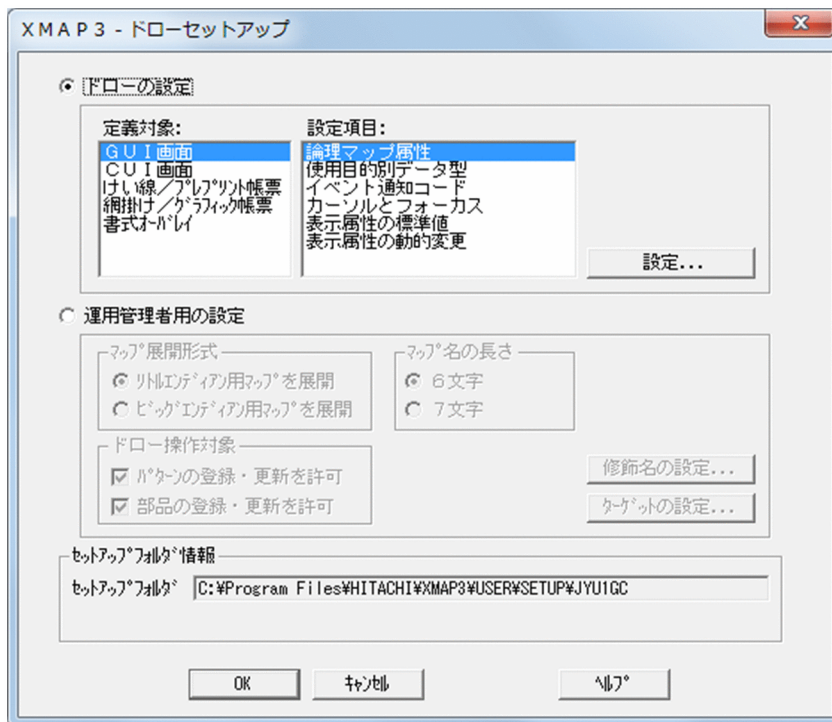 XMAP3 - ドローセットアップ
ドローの設定
定義対象:
設定項目:
GUI画面
CUI画面
けい線/プレプリント帳票
網掛け/グラフィック帳票
書式オーバレイ
論理マップ属性
使用目的別データ型
イベント通知コード
カーソルとフォーカス
表示属性の標準値
表示属性の動的変更
設定...
運用管理者用の設定
マップ展開形式
リトルエンディアン用マップを展開
ビッグエンディアン用マップを展開
マップ名の長さ
6文字
7文字
ドロー操作対象
パターンの登録・更新を許可
部品の登録・更新を許可
修飾名の設定...
ターゲットの設定...
セットアップフォルダ情報
セットアップフォルダ C:¥Program Files¥HITACHI¥XMAP3¥USER¥SETUP¥JYU1GC
OK キャンセル ヘルプ